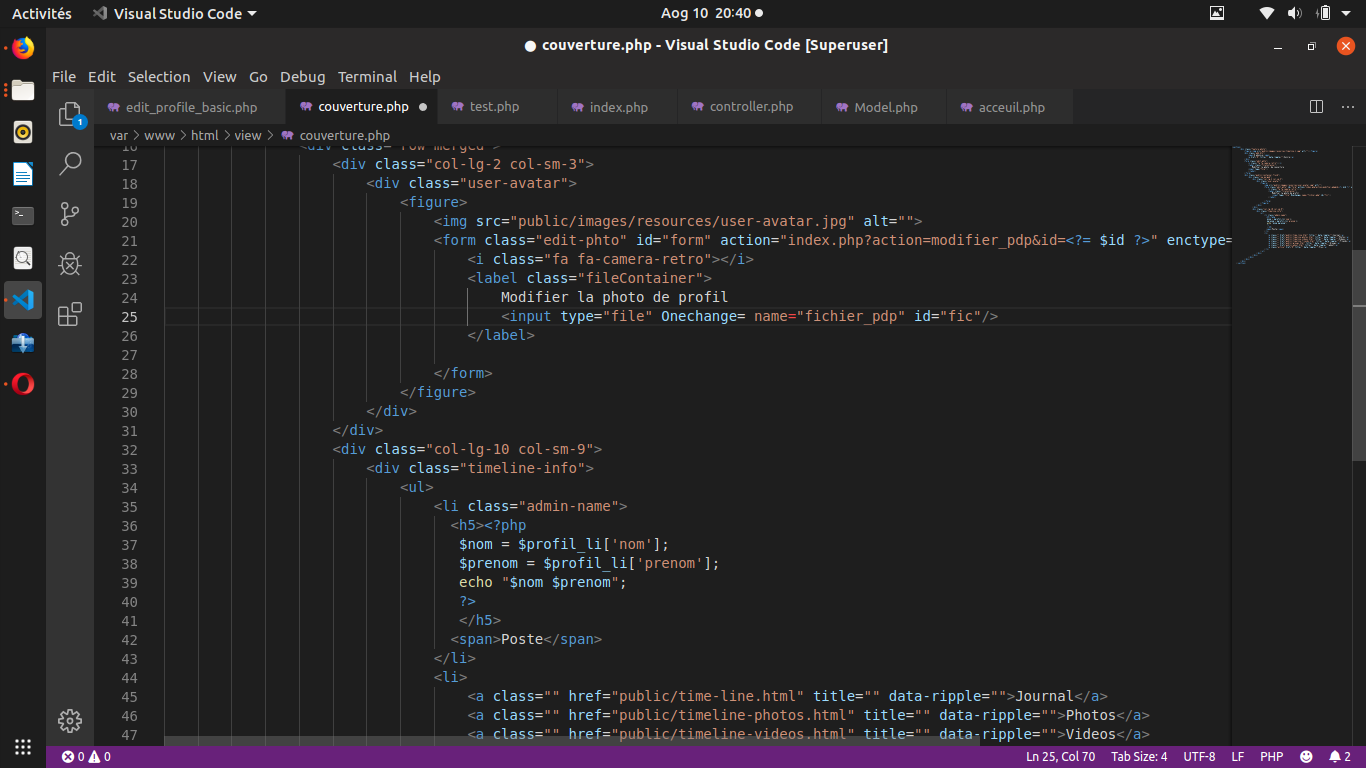 Activités
Visual Studio Code
Aog 10 20:40
couverture.php - Visual Studio Code [Superuser]
File Edit Selection View Go Debug Terminal Help
edit_profile_basic.php couverture.php test.php index.php controller.php Model.php acceuil.php
var > www > html > view > couverture.php
16 <div class="row merged">
17 <div class="col-lg-2 col-sm-3">
18 <div class="user-avatar">
19 <figure>
20 <img src="public/images/resources/user-avatar.jpg" alt="">
21 <form class="edit-phto" id="form" action="index.php?action=modifier_pdp&id=<?= $id ?>" enctype=
22 <i class="fa fa-camera-retro"></i>
23 <label class="fileContainer">
24 Modifier la photo de profil
25 <input type="file" Onechange= name="fichier_pdp" id="fic"/>
26 </label>
27
28 </form>
29 </figure>
30 </div>
31 </div>
32 <div class="col-lg-10 col-sm-9">
33 <div class="timeline-info">
34 <ul>
35 <li class="admin-name">
36 <h5><?php
37 $nom = $profil_li['nom'];
38 $prenom = $profil_li['prenom'];
39 echo "$nom $prenom";
40 ?>
41 </h5>
42 <span>Poste</span>
43 </li>
44 <li>
45 <a class="" href="public/time-line.html" title="" data-ripple="">Journal</a>
46 <a class="" href="public/timeline-photos.html" title="" data-ripple="">Photos</a>
47 <a class="" href="public/timeline-videos.html" title="" data-ripple="">Videos</a>
1
0 0 Ln 25, Col 70 Tab Size: 4 UTF-8 LF PHP 2